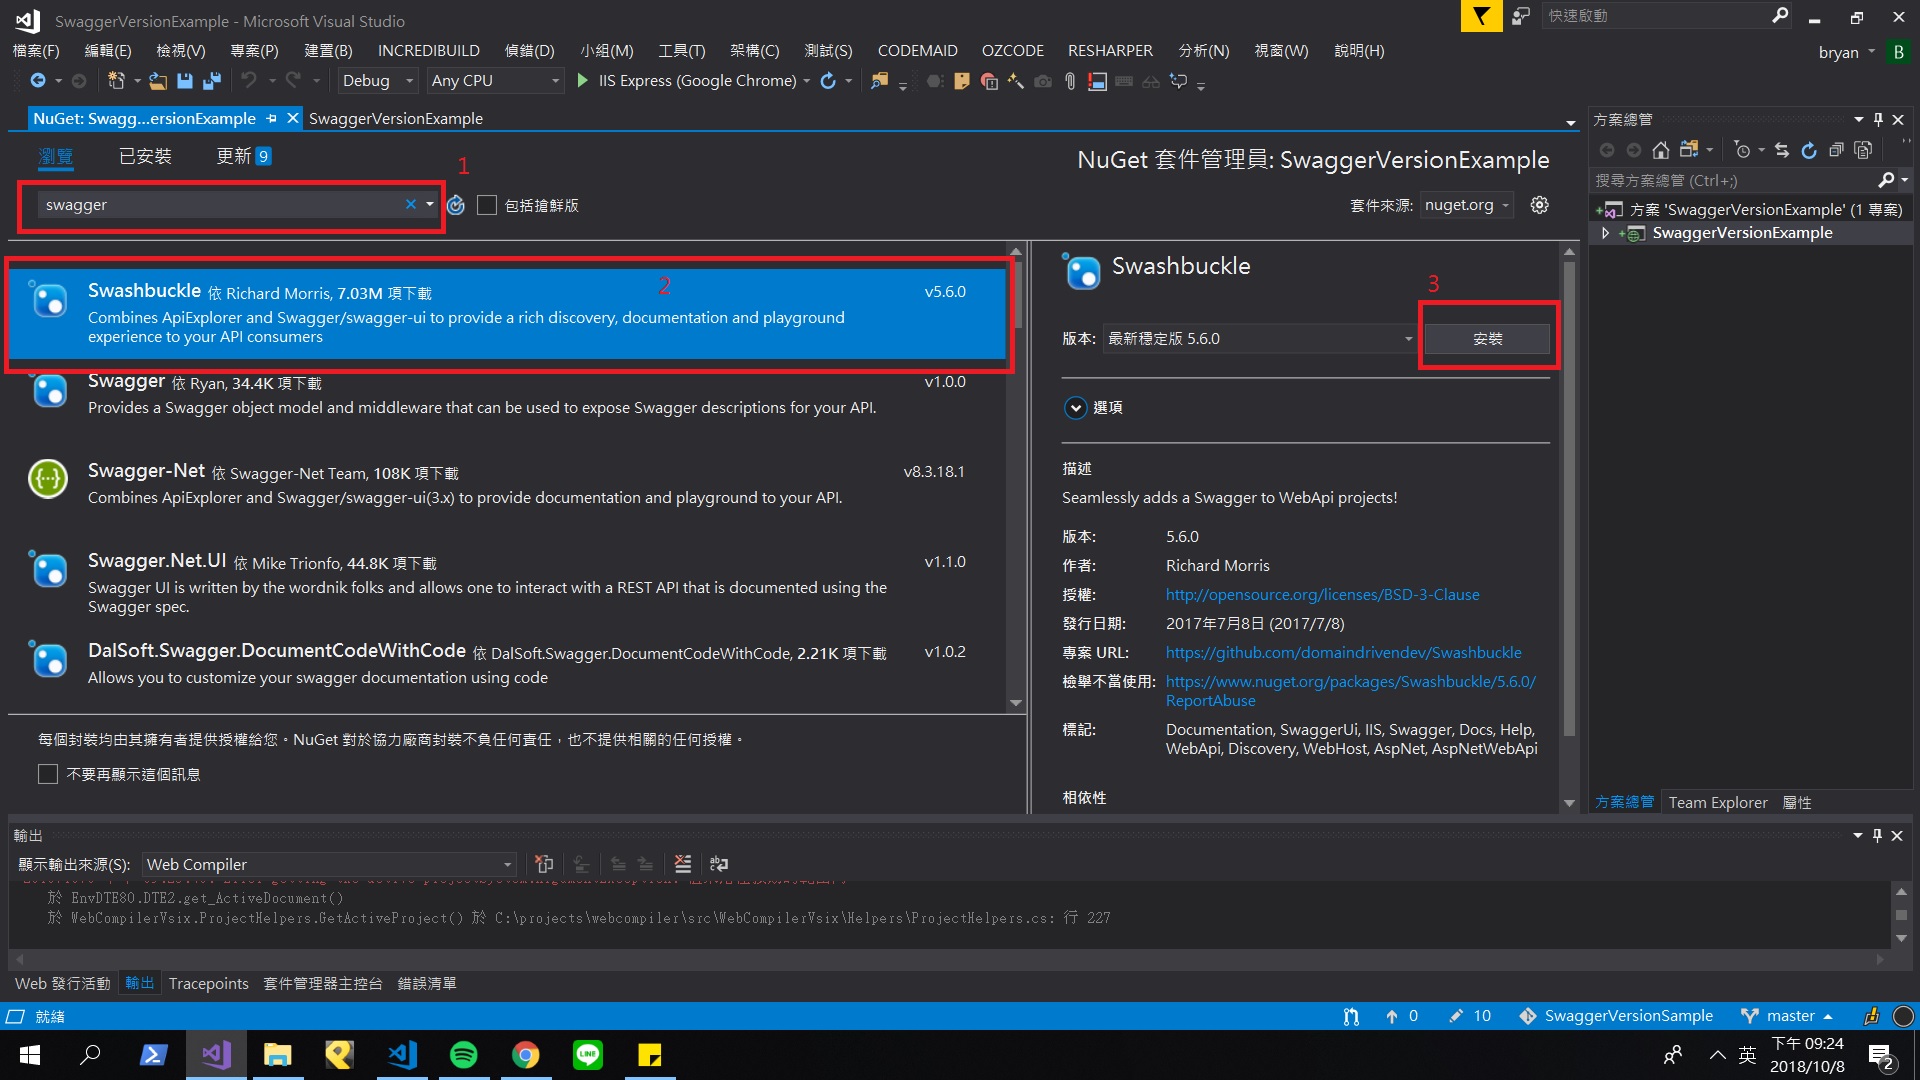 SwaggerVersionExample - Microsoft Visual Studio
快速啟動
檔案(F) 編輯(E) 檢視(V) 專案(P) 建置(B) INCREDIBUILD 偵錯(D) 小組(M) 工具(T) 架構(C) 測試(S) CODEMAID OZCODE RESHARPER 分析(N) 視窗(W) 說明(H)
bryan B
Debug Any CPU IIS Express (Google Chrome)
NuGet: Swagg...ersionExample SwaggerVersionExample
瀏覽 已安裝 更新 9
1
NuGet 套件管理員: SwaggerVersionExample
swagger
包括搶鮮版
套件來源: nuget.org
2
Swashbuckle 依 Richard Morris, 7.03M 項下載 v5.6.0
Combines ApiExplorer and Swagger/swagger-ui to provide a rich discovery, documentation and playground
experience to your API consumers
Swagger 依 Ryan, 34.4K 項下載 v1.0.0
Provides a Swagger object model and middleware that can be used to expose Swagger descriptions for your API.
Swagger-Net 依 Swagger-Net Team, 108K 項下載 v8.3.18.1
Combines ApiExplorer and Swagger/swagger-ui(3.x) to provide documentation and playground to your API.
Swagger.Net.UI 依 Mike Trionfo, 44.8K 項下載 v1.1.0
Swagger UI is written by the wordnik folks and allows one to interact with a REST API that is documented using the
Swagger spec.
DalSoft.Swagger.DocumentCodeWithCode 依 DalSoft.Swagger.DocumentCodeWithCode, 2.21K 項下載 v1.0.2
Allows you to customize your swagger documentation using code
每個封裝均由其擁有者提供授權給您。NuGet 對於協力廠商封裝不負任何責任，也不提供相關的任何授權。
不要再顯示這個訊息
Swashbuckle
3
版本: 最新穩定版 5.6.0 安裝
選項
描述
Seamlessly adds a Swagger to WebApi projects!
版本: 5.6.0
作者: Richard Morris
授權: http://opensource.org/licenses/BSD-3-Clause
發行日期: 2017年7月8日 (2017/7/8)
專案 URL: https://github.com/domaindrivendev/Swashbuckle
檢舉不當使用: https://www.nuget.org/packages/Swashbuckle/5.6.0/
ReportAbuse
標記: Documentation, SwaggerUi, IIS, Swagger, Docs, Help,
WebApi, Discovery, WebHost, AspNet, AspNetWebApi
相依性
方案總管
搜尋方案總管 (Ctrl+;)
方案 'SwaggerVersionExample' (1 專案)
SwaggerVersionExample
方案總管 Team Explorer 屬性
輸出
顯示輸出來源(S): Web Compiler
於 EnvDTE80.DTE2.get_ActiveDocument()
於 WebCompilerVsix.ProjectHelpers.GetActiveProject() 於 C:\projects\webcompiler\src\WebCompilerVsix\Helpers\ProjectHelpers.cs: 行 227
Web 發行活動 輸出 Tracepoints 套件管理器主控台 錯誤清單
就緒 0 10 SwaggerVersionSample master
LINE
英
下午 09:24
2018/10/8
2